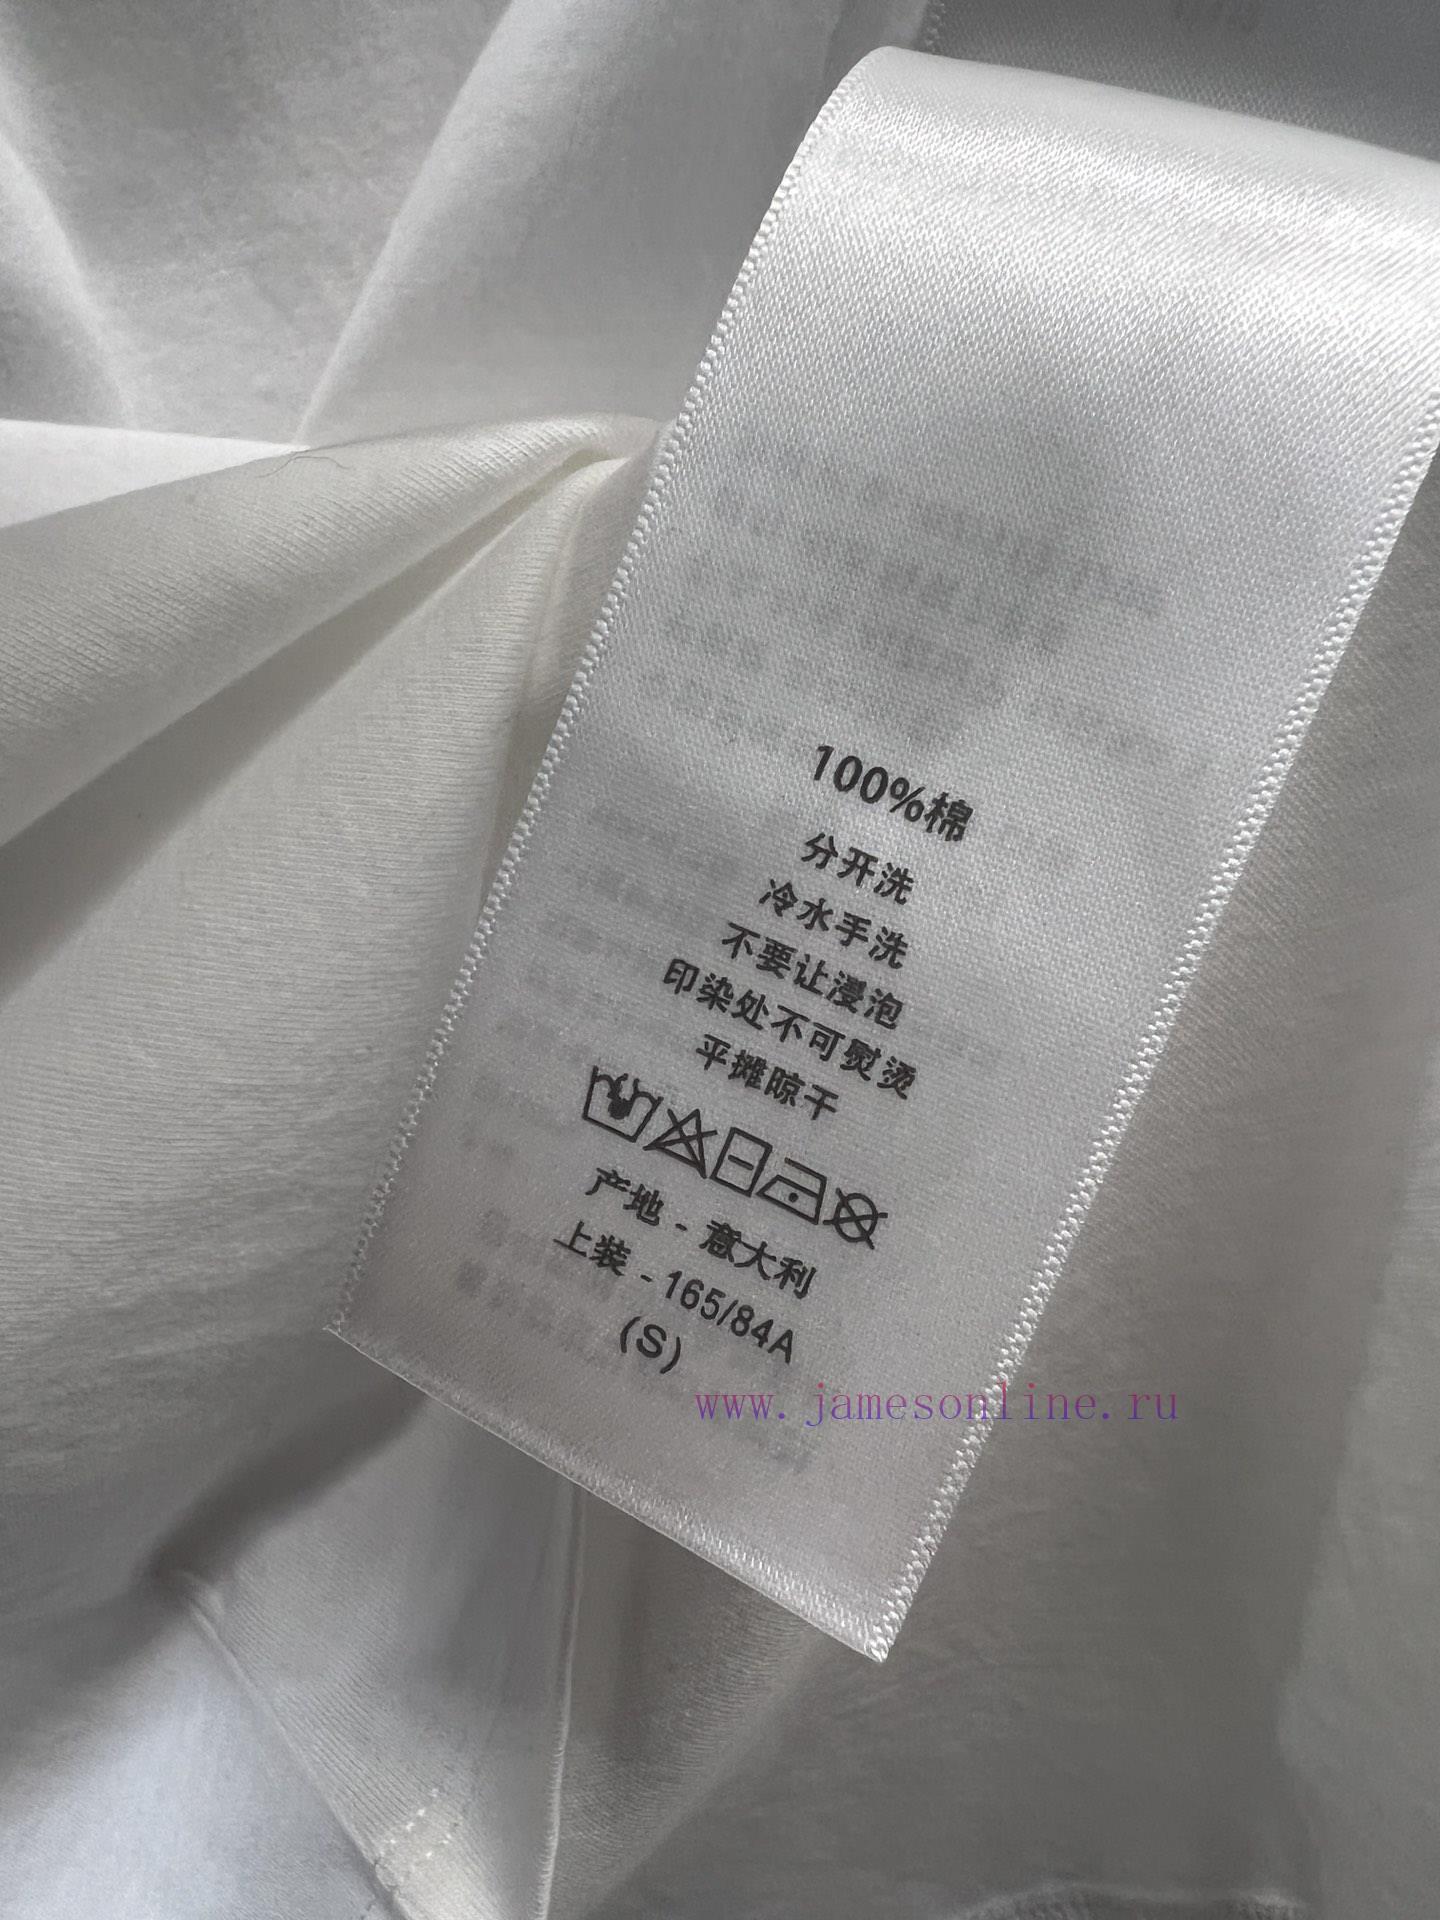 100%棉
分开洗
冷水手洗
不要让浸泡
印染处不可熨烫
平摊晾干
产地 - 意大利
上装 - 165/84A
(S)
www.jamesonline.ru